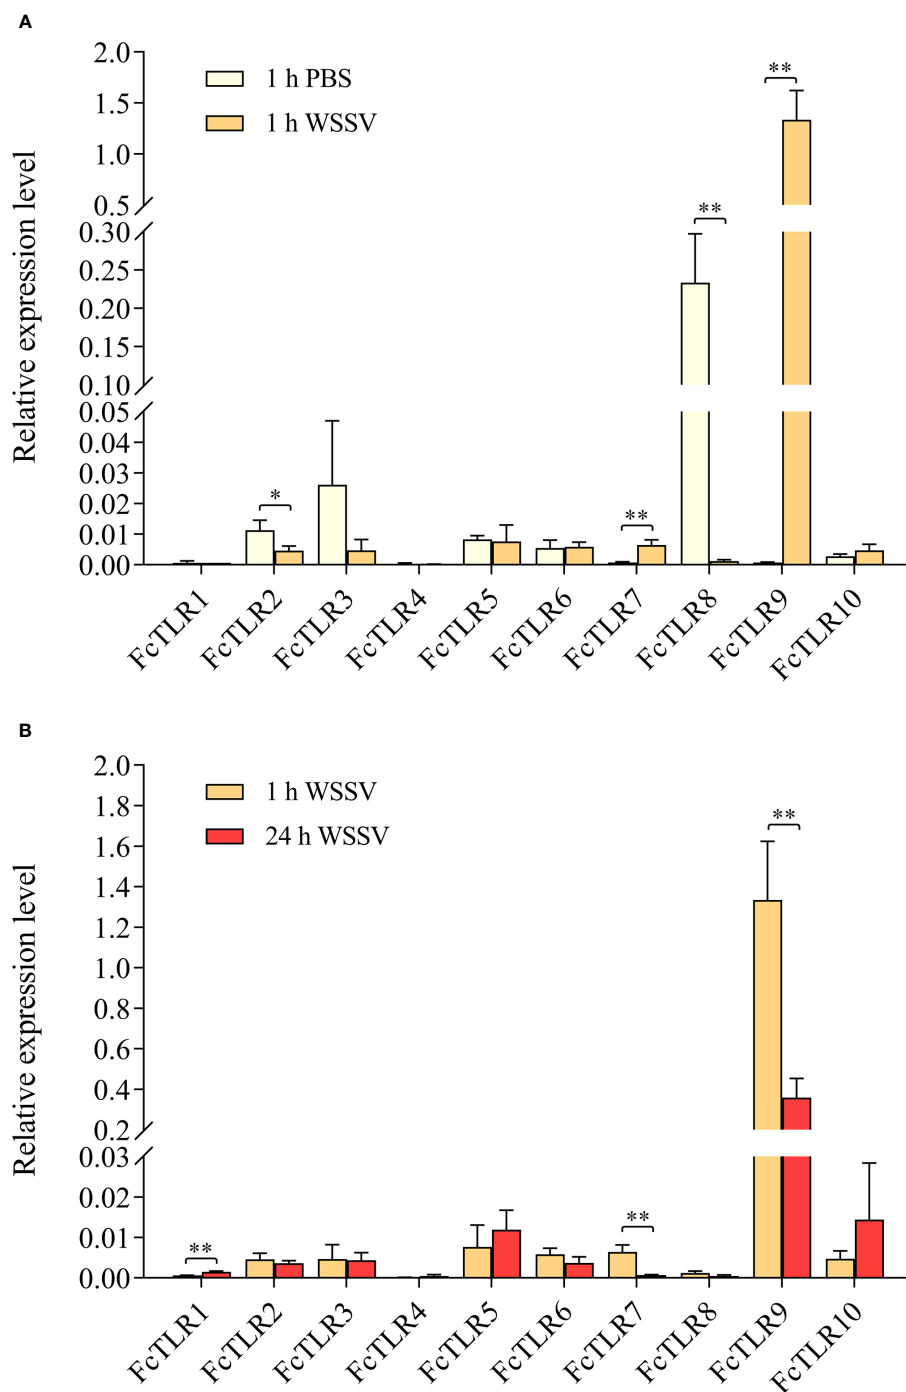 A
2.0
1.5
1.0
0.5
0.30
0.25
0.20
0.15
0.10
0.05
0.04
0.03
0.02
0.01
0.00
Relative expression level
1 h PBS
1 h WSSV
*
**
**
**
FcTLR1
FcTLR2
FcTLR3
FcTLR4
FcTLR5
FcTLR6
FcTLR7
FcTLR8
FcTLR9
FcTLR10
B
2.0
1.8
1.6
1.4
1.2
1.0
0.8
0.6
0.4
0.2
0.03
0.02
0.01
0.00
Relative expression level
1 h WSSV
24 h WSSV
**
**
**
FcTLR1
FcTLR2
FcTLR3
FcTLR4
FcTLR5
FcTLR6
FcTLR7
FcTLR8
FcTLR9
FcTLR10